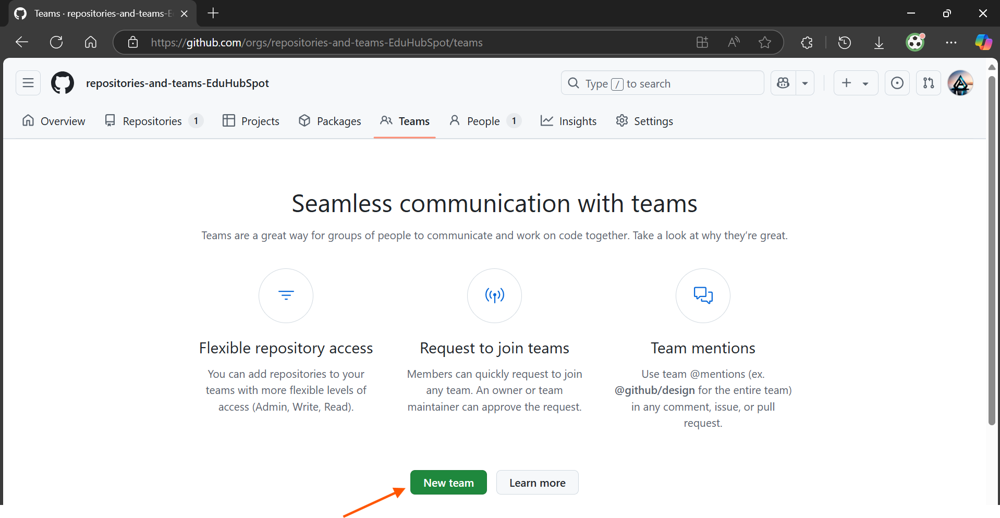 Teams · repositories-and-teams-E
https://github.com/orgs/repositories-and-teams-EduHubSpot/teams
repositories-and-teams-EduHubSpot
Type / to search
Overview
Repositories 1
Projects
Packages
Teams
People 1
Insights
Settings
Seamless communication with teams
Teams are a great way for groups of people to communicate and work on code together. Take a look at why they’re great.
Flexible repository access
You can add repositories to your
teams with more flexible levels of
access (Admin, Write, Read).
Request to join teams
Members can quickly request to join
any team. An owner or team
maintainer can approve the request.
Team mentions
Use team @mentions (ex.
@github/design for the entire team)
in any comment, issue, or pull
request.
New team
Learn more